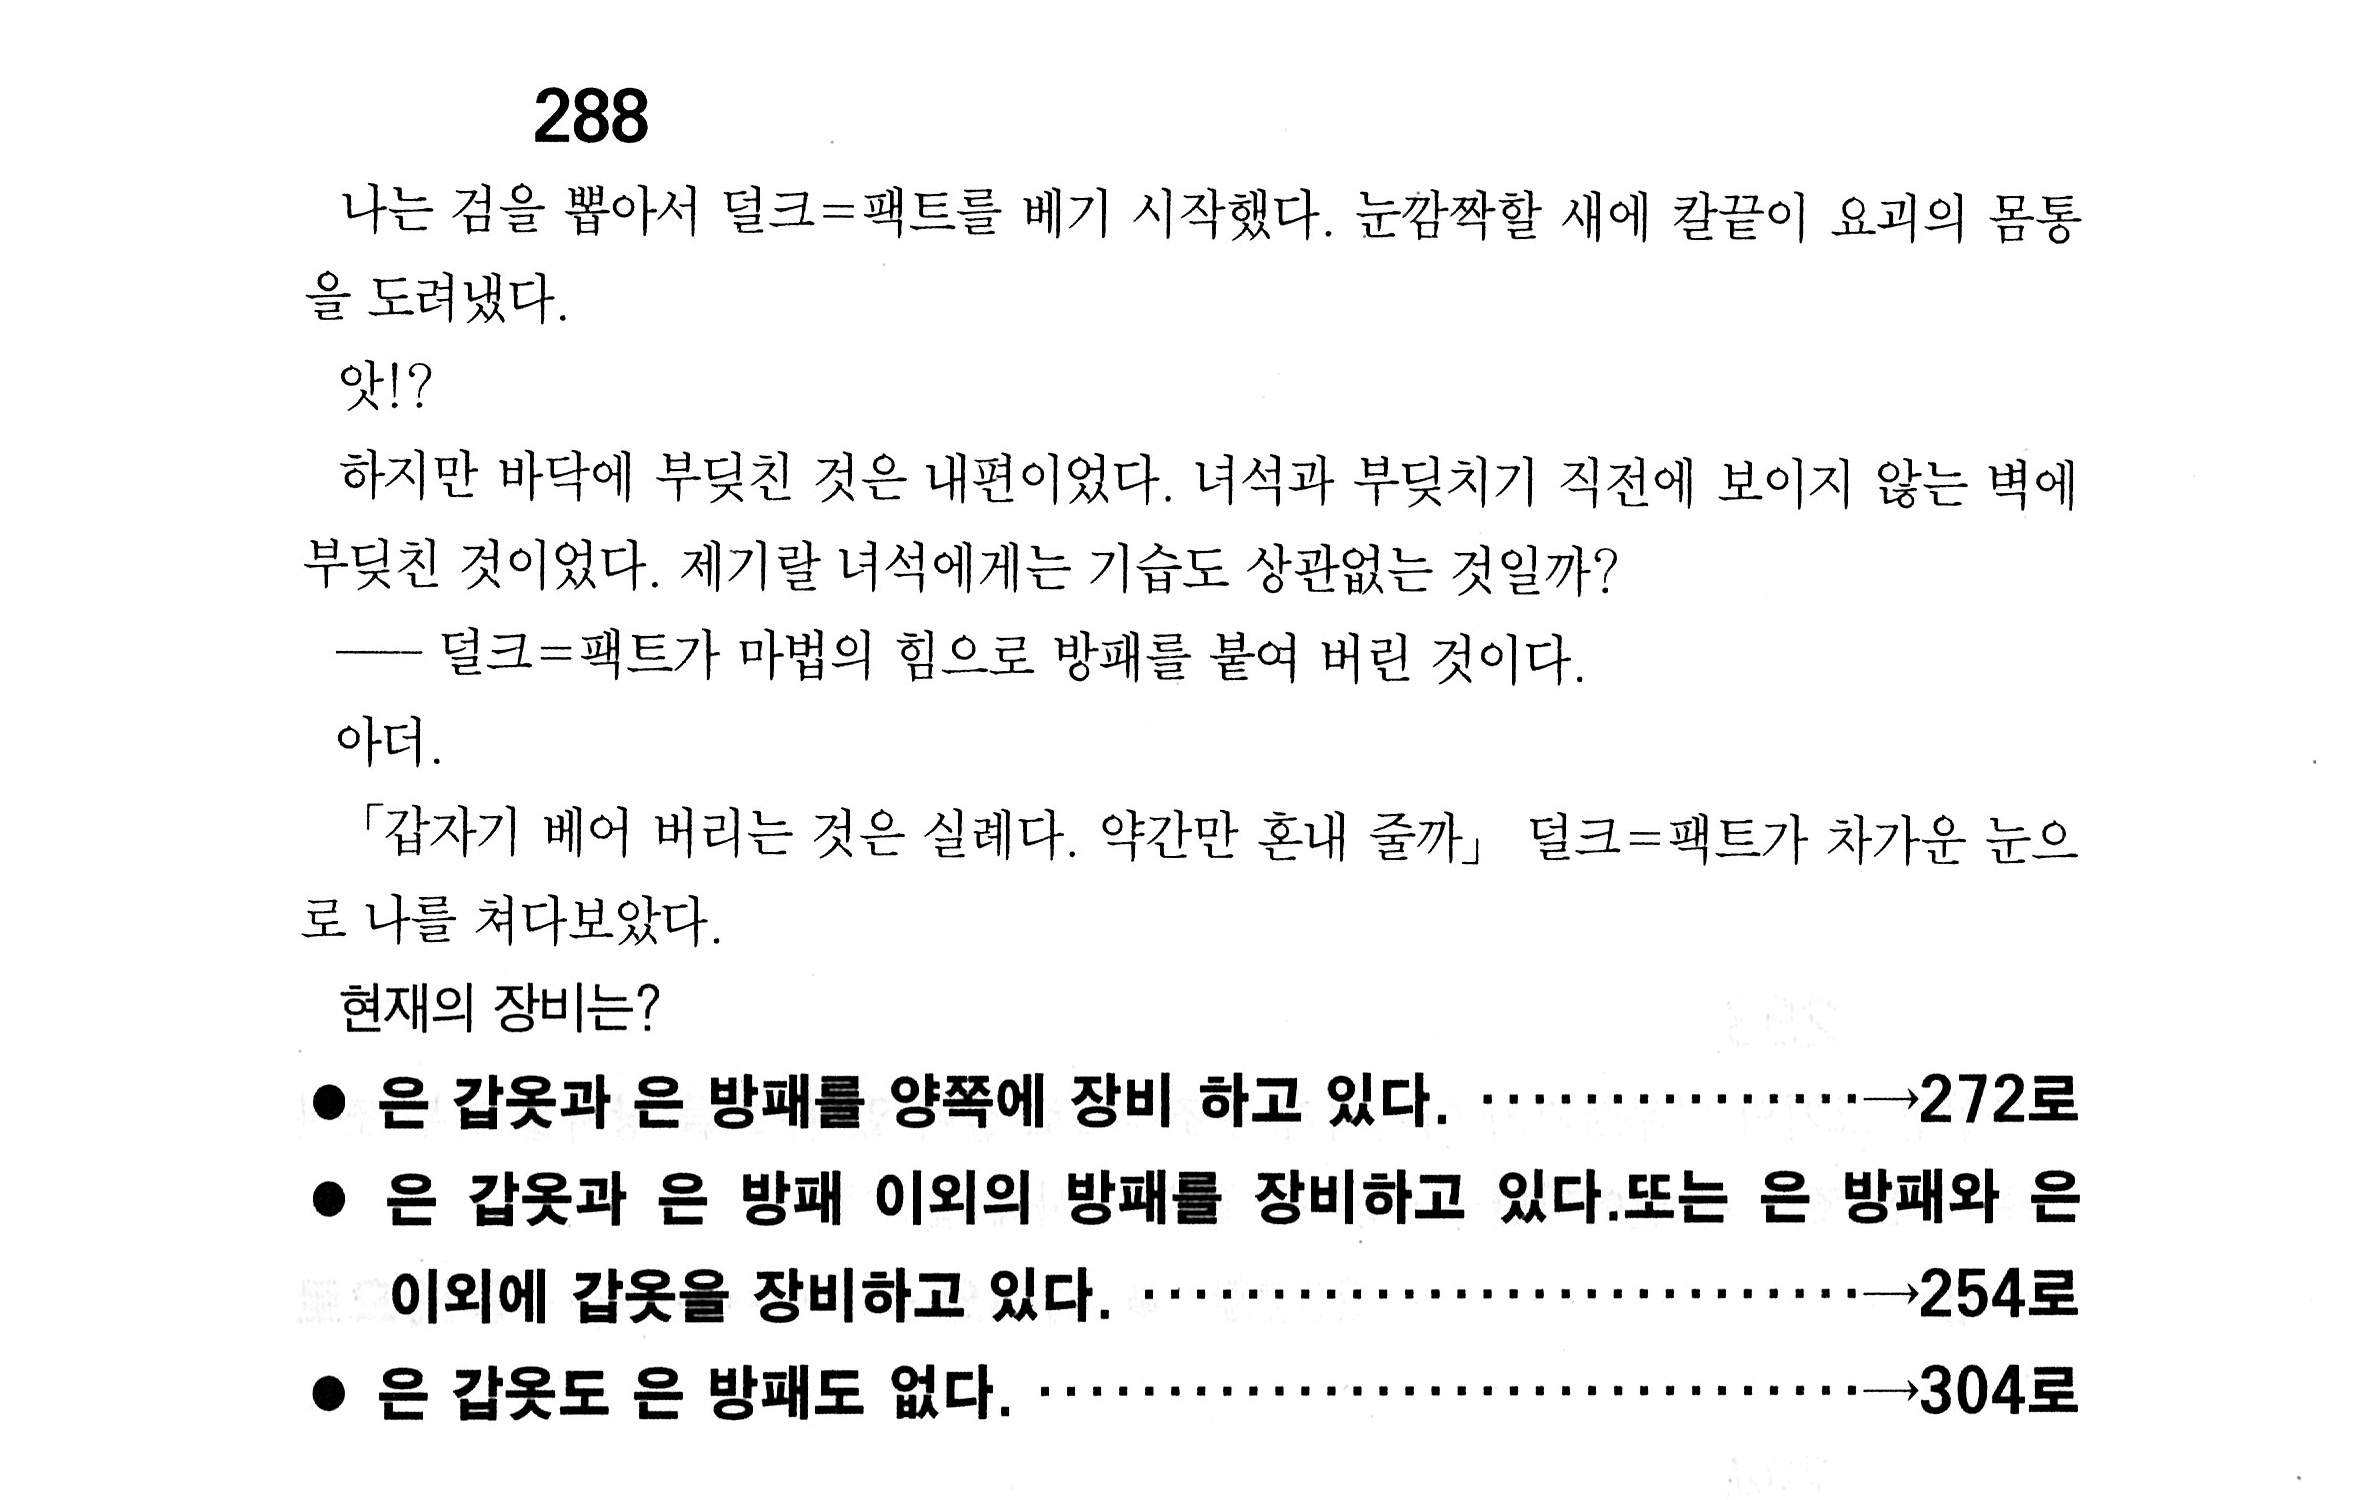 288
나는 검을 뽑아서 덜크=팩트를 베기 시작했다. 눈깜짝할 새에 칼끝이 요괴의 몸통
을 도려냈다.
앗!?
하지만 바닥에 부딪친 것은 내편이었다. 녀석과 부딪치기 직전에 보이지 않는 벽에
부딪친 것이었다. 제기랄 녀석에게는 기습도 상관없는 것일까?
── 덜크=팩트가 마법의 힘으로 방패를 붙여 버린 것이다.
아뎌.
「갑자기 베어 버리는 것은 실례다. 약간만 혼내 줄까」 덜크=팩트가 차가운 눈으
로 나를 쳐다보았다.
현재의 장비는?
● 은 갑옷과 은 방패를 양쪽에 장비 하고 있다. ···············→272로
● 은 갑옷과 은 방패 이외의 방패를 장비하고 있다.또는 은 방패와 은
이외에 갑옷을 장비하고 있다. ····························→254로
● 은 갑옷도 은 방패도 없다. ································→304로